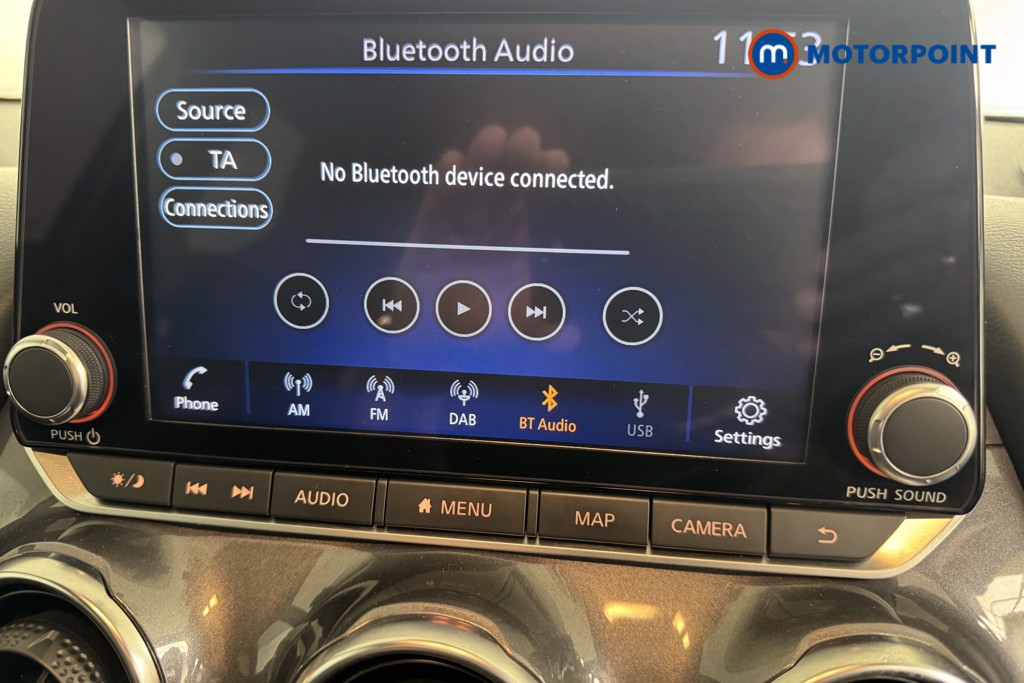 Bluetooth Audio
m MOTORPOINT
Source
TA
No Bluetooth device connected.
Connections
VOL
PUSH
Phone
AM
FM
DAB
BT Audio
USB
Settings
PUSH SOUND
AUDIO
MENU
MAP
CAMERA